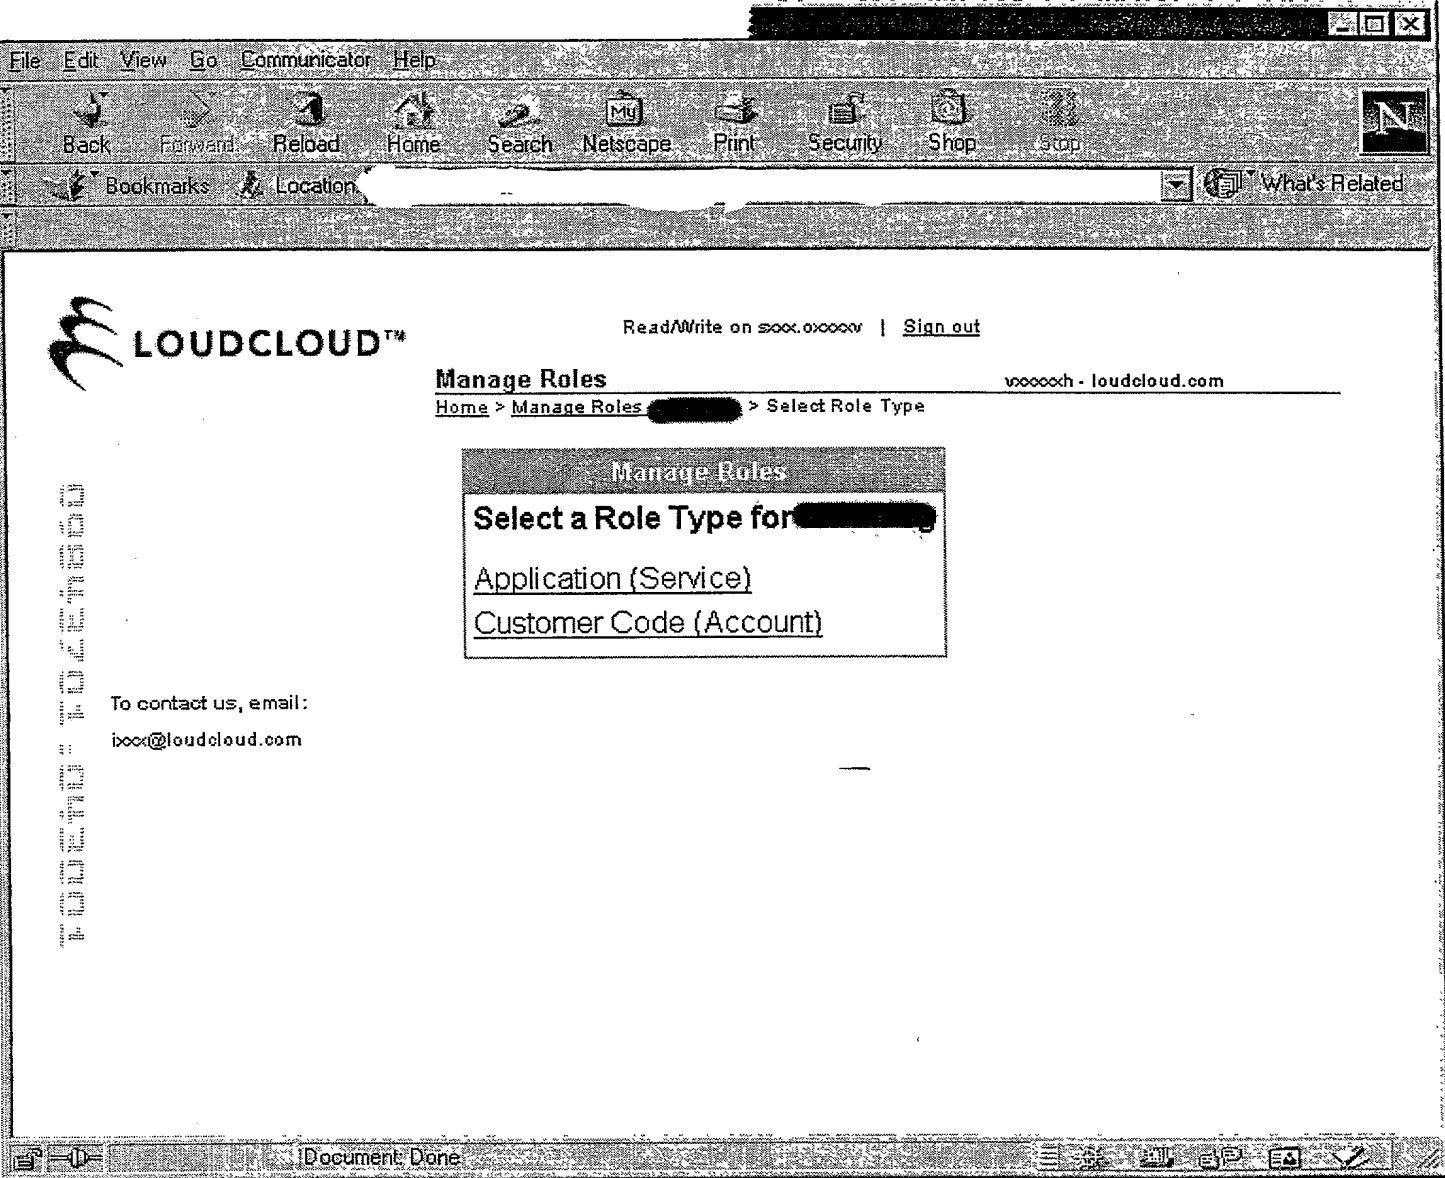 File Edit View Go Communicator Help
Back Forward Reload Home Search Netscape Print Security Shop Stop
My
N
Bookmarks Location What's Related
LOUDCLOUD™
Read/Write on | Sign out
Manage Roles
loudcloud.com
Home > Manage Roles > Select Role Type
Manage Roles
Select a Role Type for
Application (Service)
Customer Code (Account)
To contact us, email:
ixxx@loudcloud.com
Document: Done